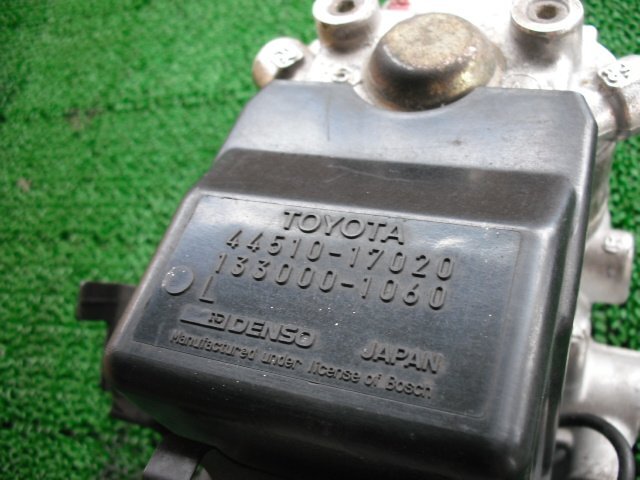 TOYOTA
44510-17020
133000-1060
L
DENSO JAPAN
Manufactured under license of Bosch